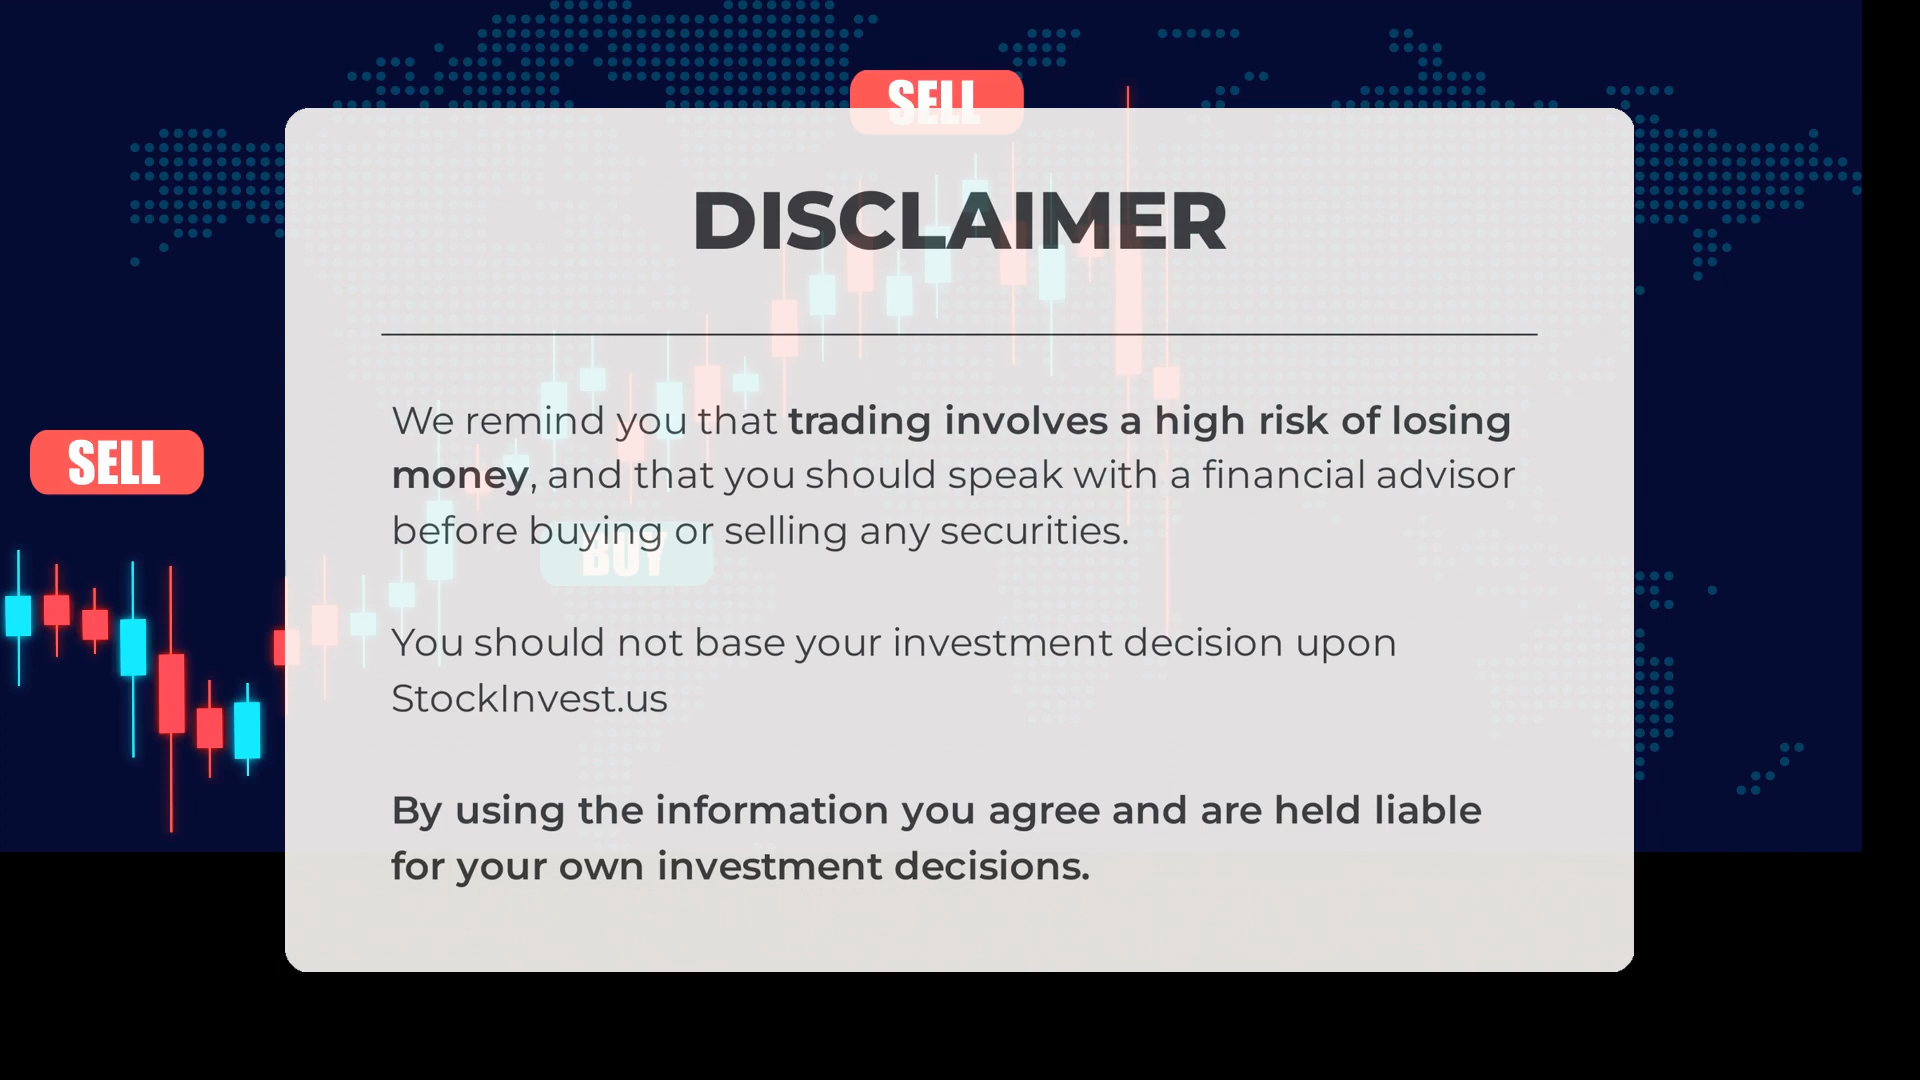 SELL
DISCLAIMER
We remind you that trading involves a high risk of losing
money, and that you should speak with a financial advisor
before buying or selling any securities.
SELL
BUY
You should not base your investment decision upon
StockInvest.us
By using the information you agree and are held liable
for your own investment decisions.